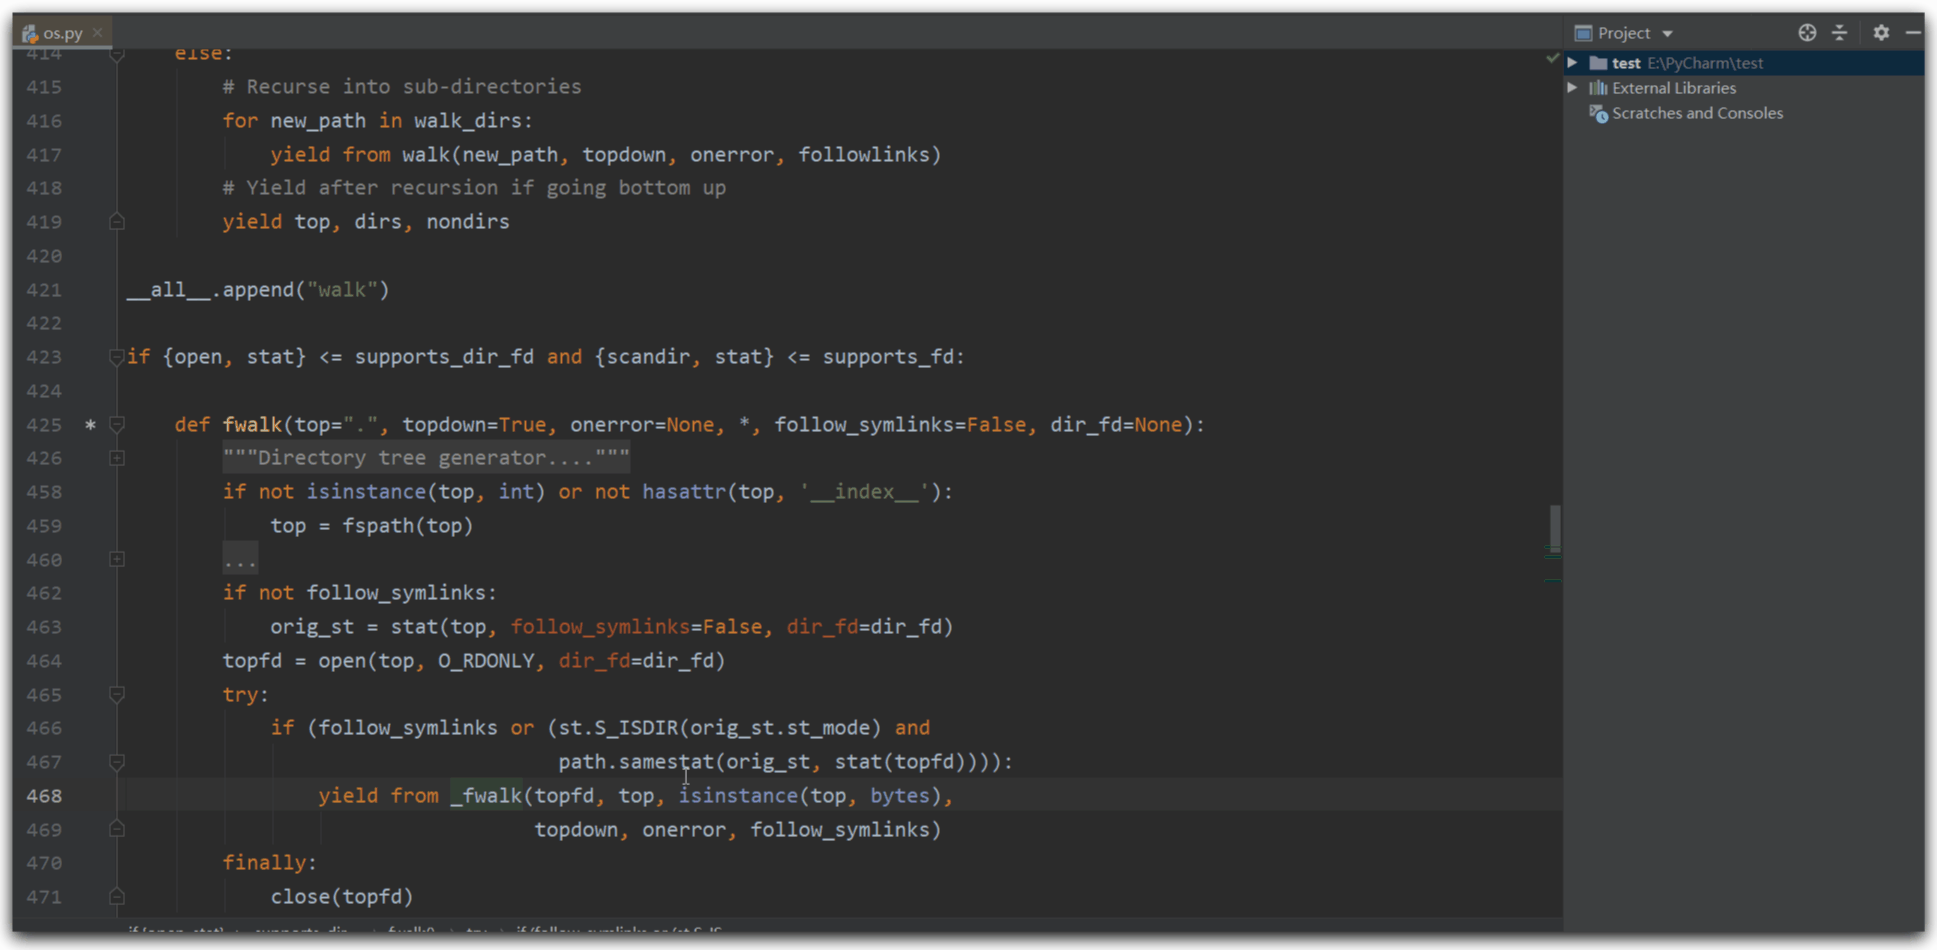 os.py
414 else:
415 # Recurse into sub-directories
416 for new_path in walk_dirs:
417 yield from walk(new_path, topdown, onerror, followlinks)
418 # Yield after recursion if going bottom up
419 yield top, dirs, nondirs
420
421 __all__.append("walk")
422
423 if {open, stat} <= supports_dir_fd and {scandir, stat} <= supports_fd:
424
425 * def fwalk(top=".", topdown=True, onerror=None, *, follow_symlinks=False, dir_fd=None):
426 """Directory tree generator...."""
458 if not isinstance(top, int) or not hasattr(top, '__index__'):
459 top = fspath(top)
460 ...
462 if not follow_symlinks:
463 orig_st = stat(top, follow_symlinks=False, dir_fd=dir_fd)
464 topfd = open(top, O_RDONLY, dir_fd=dir_fd)
465 try:
466 if (follow_symlinks or (st.S_ISDIR(orig_st.st_mode) and
467 path.samestat(orig_st, stat(topfd)))):
468 yield from _fwalk(topfd, top, isinstance(top, bytes),
469 topdown, onerror, follow_symlinks)
470 finally:
471 close(topfd)
Project
test E:\PyCharm\test
External Libraries
Scratches and Consoles